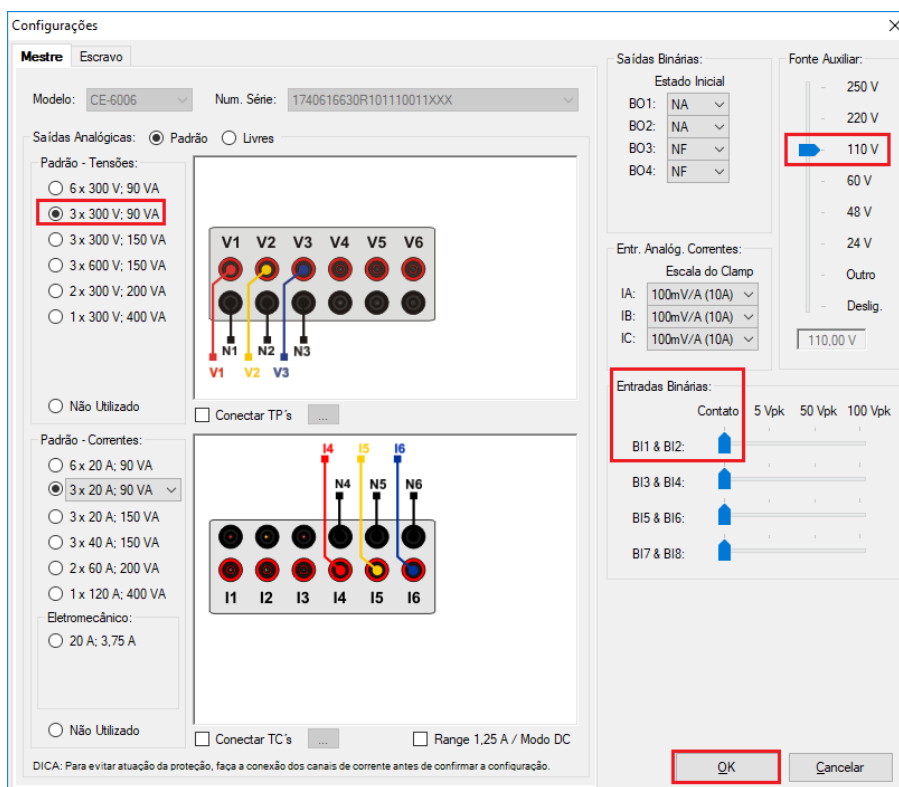 Configurações
Mestre Escravo
Modelo: CE-6006 Num. Série: 1740616630R101110011XXX
Saídas Analógicas: Padrão Livres
Padrão - Tensões:
6 x 300 V; 90 VA
3 x 300 V; 90 VA
3 x 300 V; 150 VA
3 x 600 V; 150 VA
2 x 300 V; 200 VA
1 x 300 V; 400 VA
Não Utilizado
V1 V2 V3 V4 V5 V6
N1 N2 N3
V1 V2 V3
Conectar TP´s ...
Padrão - Correntes:
6 x 20 A; 90 VA
3 x 20 A; 90 VA
3 x 20 A; 150 VA
3 x 40 A; 150 VA
2 x 60 A; 200 VA
1 x 120 A; 400 VA
Eletromecânico:
20 A; 3,75 A
Não Utilizado
I4 I5 I6
N4 N5 N6
I1 I2 I3 I4 I5 I6
Conectar TC´s ... Range 1,25 A / Modo DC
DICA: Para evitar atuação da proteção, faça a conexão dos canais de corrente antes de confirmar a configuração.
Saídas Binárias:
Estado Inicial
BO1: NA
BO2: NA
BO3: NF
BO4: NF
Entr. Analóg. Correntes:
Escala do Clamp
IA: 100mV/A (10A)
IB: 100mV/A (10A)
IC: 100mV/A (10A)
Fonte Auxiliar:
250 V
220 V
110 V
60 V
48 V
24 V
Outro
Deslig.
110,00 V
Entradas Binárias:
Contato 5 Vpk 50 Vpk 100 Vpk
BI1 & BI2:
BI3 & BI4:
BI5 & BI6:
BI7 & BI8:
OK Cancelar